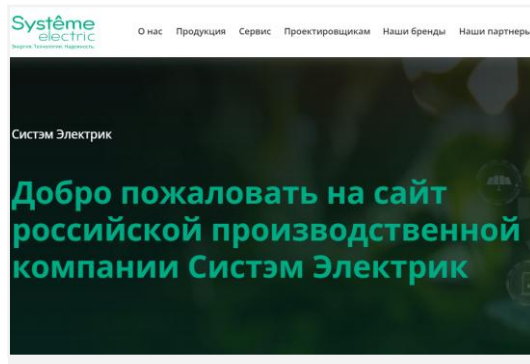 Système
electric
Энергия. Технологии. Надежность.
О нас Продукция Сервис Проектировщикам Наши бренды Наши партнеры
Систэм Электрик
Добро пожаловать на сайт
российской производственной
компании Систэм Электрик